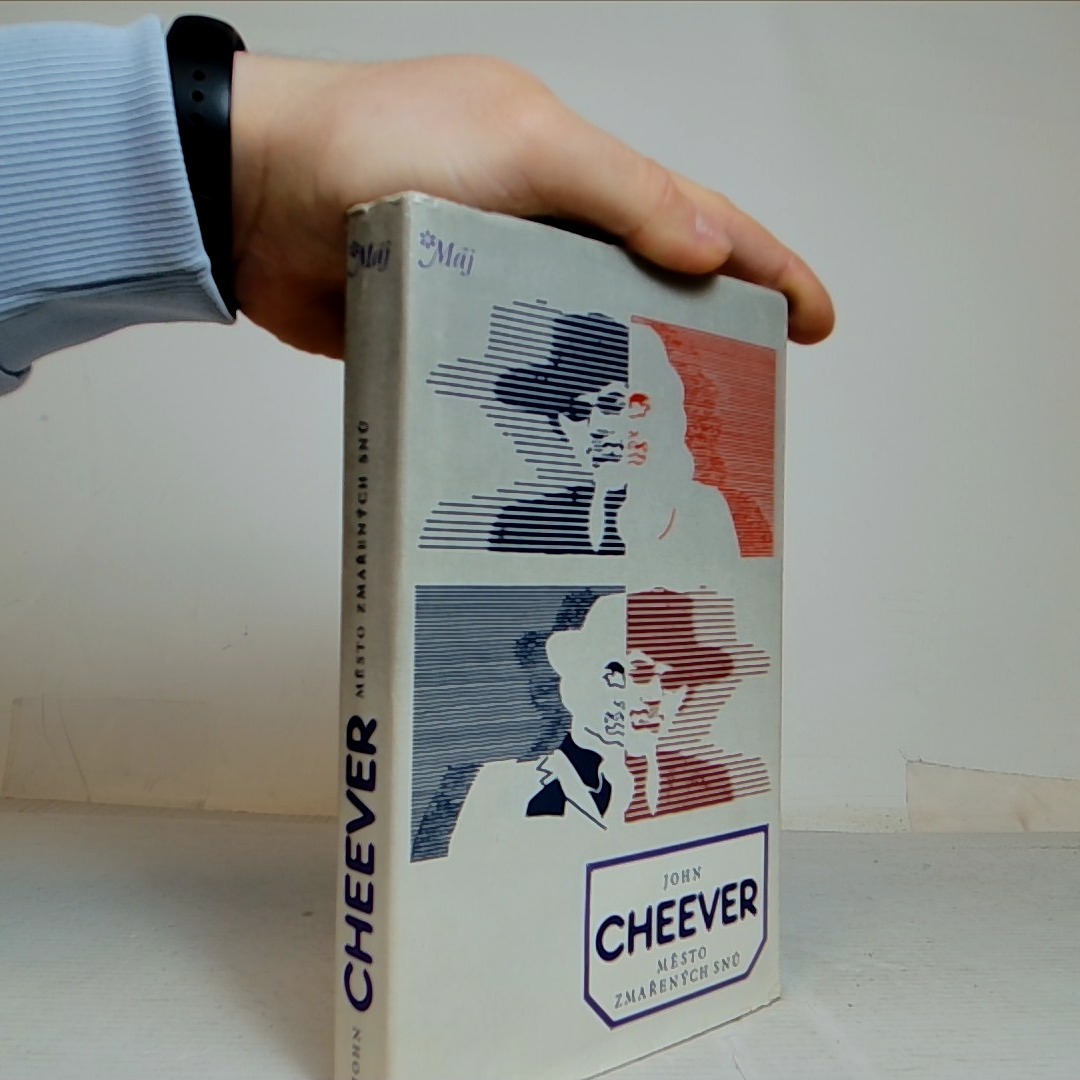 Máj
Máj
JOHN CHEEVER MĚSTO ZMAŘENÝCH SNŮ
JOHN
CHEEVER
MĚSTO
ZMAŘENÝCH SNŮ